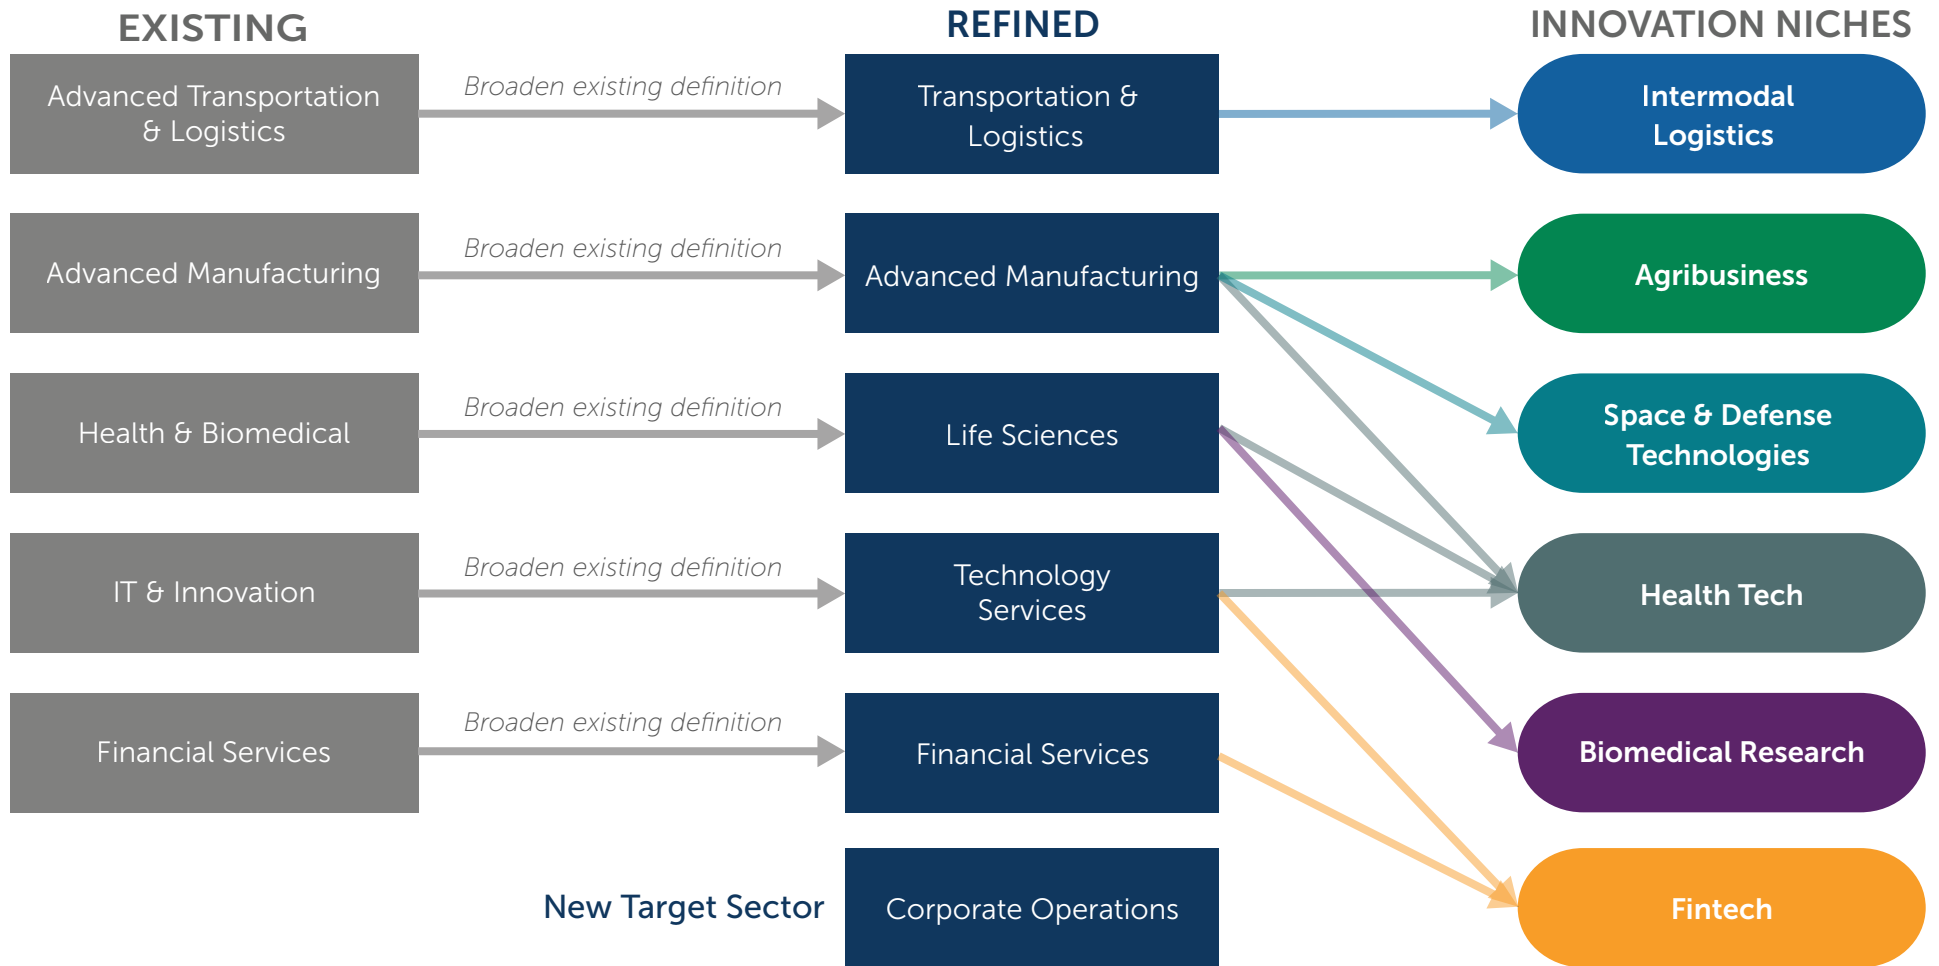 EXISTING
REFINED
INNOVATION NICHES
Advanced Transportation
& Logistics
Broaden existing definition
Transportation &
Logistics
Intermodal
Logistics
Advanced Manufacturing
Broaden existing definition
Advanced Manufacturing
Agribusiness
Health & Biomedical
Broaden existing definition
Life Sciences
Space & Defense
Technologies
IT & Innovation
Broaden existing definition
Technology
Services
Health Tech
Financial Services
Broaden existing definition
Financial Services
Biomedical Research
New Target Sector
Corporate Operations
Fintech